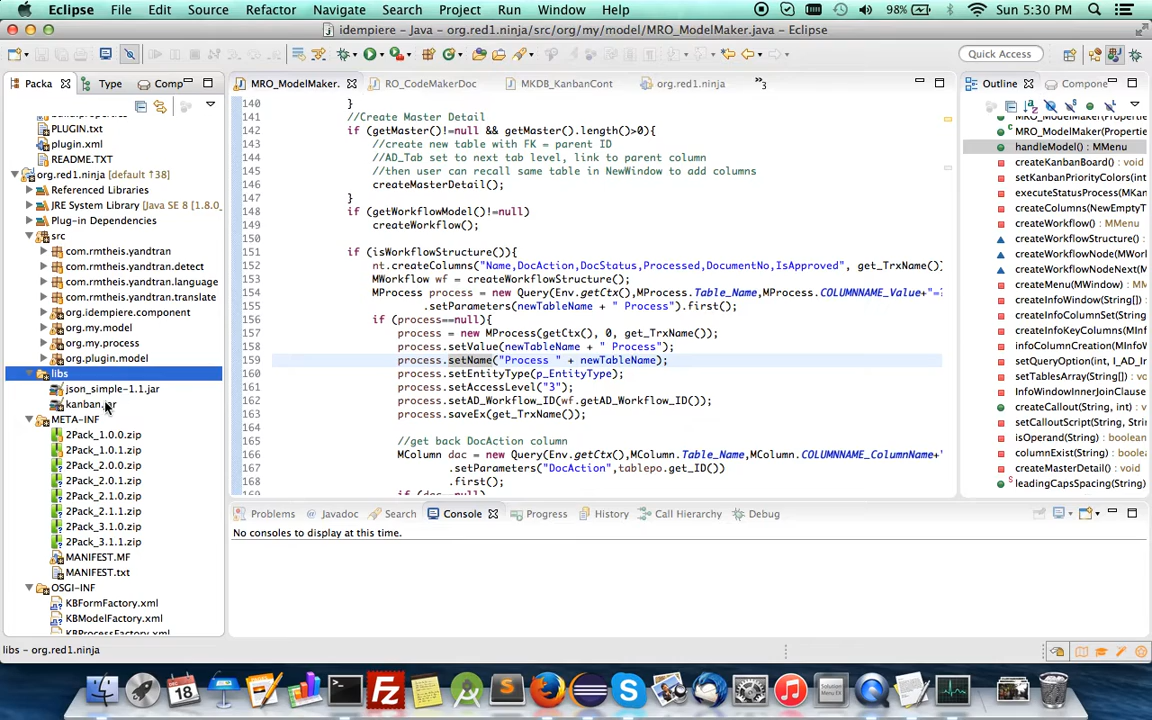 Eclipse File Edit Source Refactor Navigate Search Project Run Window Help 98% Sun 5:30 PM
idempiere - Java - org.red1.ninja/src/org/my/model/MRO_ModelMaker.java - Eclipse
Quick Access
Packa Type Comp
MRO_ModelMaker. RO_CodeMakerDoc MKDB_KanbanCont org.red1.ninja 3
Outline Compone
PLUGIN.txt
plugin.xml
README.TXT
org.red1.ninja [default ↑38]
Referenced Libraries
JRE System Library [Java SE 8 [1.8.0_
Plug-in Dependencies
src
com.rmtheis.yandtran
com.rmtheis.yandtran.detect
com.rmtheis.yandtran.language
com.rmtheis.yandtran.translate
org.idempiere.component
org.my.model
org.my.process
org.plugin.model
libs
json_simple-1.1.jar
META-INF
2Pack_1.0.0.zip
2Pack_1.0.1.zip
2Pack_2.0.0.zip
2Pack_2.0.1.zip
2Pack_2.1.0.zip
2Pack_2.1.1.zip
2Pack_3.1.0.zip
2Pack_3.1.1.zip
MANIFEST.MF
MANIFEST.txt
OSGI-INF
KBFormFactory.xml
KBModelFactory.xml
KBProcessFactory.xml
140 }
141 //Create Master Detail
142 if (getMaster()!=null && getMaster().length()>0){
143 //create new table with FK = parent ID
144 //AD_Tab set to next tab level, link to parent column
145 //then user can recall same table in NewWindow to add columns
146 createMasterDetail();
147 }
148 if (getWorkflowModel()!=null)
149 createWorkflow();
150
151 if (isWorkflowStructure()){
152 nt.createColumns("Name,DocAction,DocStatus,Processed,DocumentNo,IsApproved", get_TrxName())
153 MWorkflow wf = createWorkflowStructure();
154 MProcess process = new Query(Env.getCtx(),MProcess.Table_Name,MProcess.COLUMNNAME_Value+"=?
155 .setParameters(newTableName + " Process").first();
156 if (process==null){
157 process = new MProcess(getCtx(), 0, get_TrxName());
158 process.setValue(newTableName + " Process");
159 process.setName("Process " + newTableName);
160 process.setEntityType(p_EntityType);
161 process.setAccessLevel("3");
162 process.setAD_Workflow_ID(wf.getAD_Workflow_ID());
163 process.saveEx(get_TrxName());
164
165 //get back DocAction column
166 MColumn dac = new Query(Env.getCtx(),MColumn.Table_Name,MColumn.COLUMNNAME_ColumnName+"
167 .setParameters("DocAction",tablepo.get_ID())
168 .first();
MRO_ModelMaker(Propertie
MRO_ModelMaker(Propertie
handleModel() : MMenu
createKanbanBoard() : void
setKanbanPriorityColors(int
executeStatusProcess(MKan
createColumns(NewEmptyT
createWorkflow() : MMenu
createWorkflowStructure()
createWorkflowNode(MWor
createWorkflowNodeNext(M
createMenu(MWindow) : vo
createInfoWindow(String[])
createInfoColumnSet(String
createInfoKeyColumns(MInf
infoColumnCreation(String,
setQueryOption(int, I_AD_Ir
setTablesArray(String[]) : vo
InfoWindowInnerJoinClause
createCallout(String, int) : v
setCalloutScript(String, Stri
isOperand(String) : boolean
columnExist(String) : boole
createMasterDetail() : void
leadingCapsSpacing(String)
Problems Javadoc Search Console Progress History Call Hierarchy Debug
No consoles to display at this time.
libs - org.red1.ninja
DEC
18